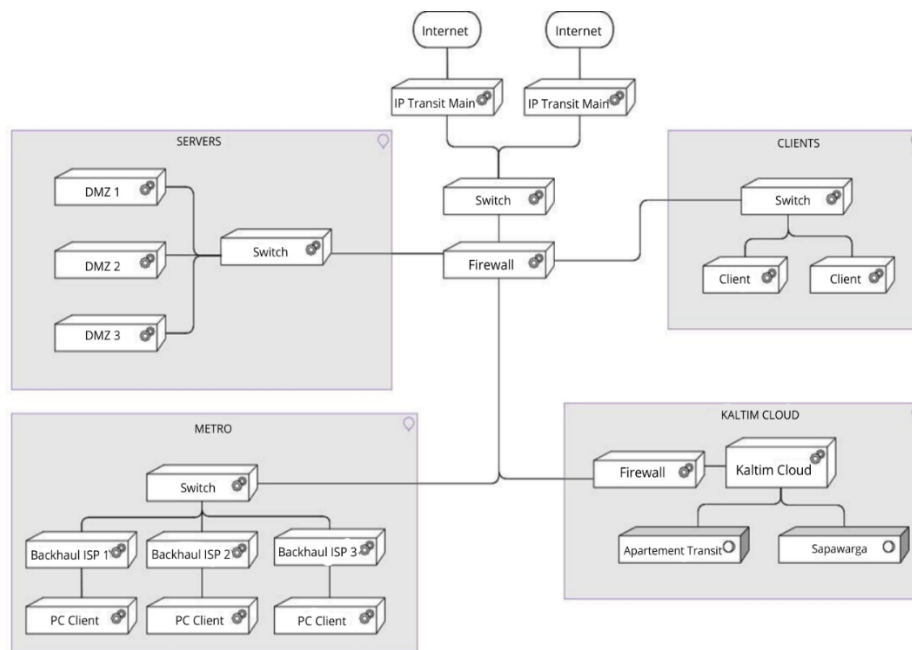 Internet
Internet
IP Transit Main
IP Transit Main
SERVERS
CLIENTS
DMZ 1
DMZ 2
DMZ 3
Switch
Switch
Firewall
Switch
Client
Client
METRO
Switch
Backhaul ISP 1
Backhaul ISP 2
Backhaul ISP 3
PC Client
PC Client
PC Client
KALTIM CLOUD
Firewall
Kaltim Cloud
Apartement Transit
Sapawarga